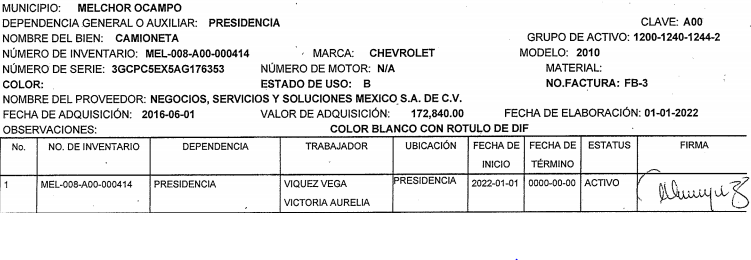 MUNICIPIO: MELCHOR OCAMPO
DEPENDENCIA GENERAL O AUXILIAR: PRESIDENCIA CLAVE: A00
NOMBRE DEL BIEN: CAMIONETA GRUPO DE ACTIVO: 1200-1240-1244-2
NÚMERO DE INVENTARIO: MEL-008-A00-000414 MARCA: CHEVROLET MODELO: 2010
NÚMERO DE SERIE: 3GCPC5EX5AG176353 NÚMERO DE MOTOR: N/A MATERIAL:
COLOR: ESTADO DE USO: B NO.FACTURA: FB-3
NOMBRE DEL PROVEEDOR: NEGOCIOS, SERVICIOS Y SOLUCIONES MEXICO S.A. DE C.V.
FECHA DE ADQUISICIÓN: 2016-06-01 VALOR DE ADQUISICIÓN: 172,840.00 FECHA DE ELABORACIÓN: 01-01-2022
OBSERVACIONES: COLOR BLANCO CON ROTULO DE DIF
No. NO. DE INVENTARIO DEPENDENCIA TRABAJADOR UBICACIÓN FECHA DE INICIO FECHA DE TÉRMINO ESTATUS FIRMA
1 MEL-008-A00-000414 PRESIDENCIA VIQUEZ VEGA PRESIDENCIA 2022-01-01 0000-00-00 ACTIVO
VICTORIA AURELIA